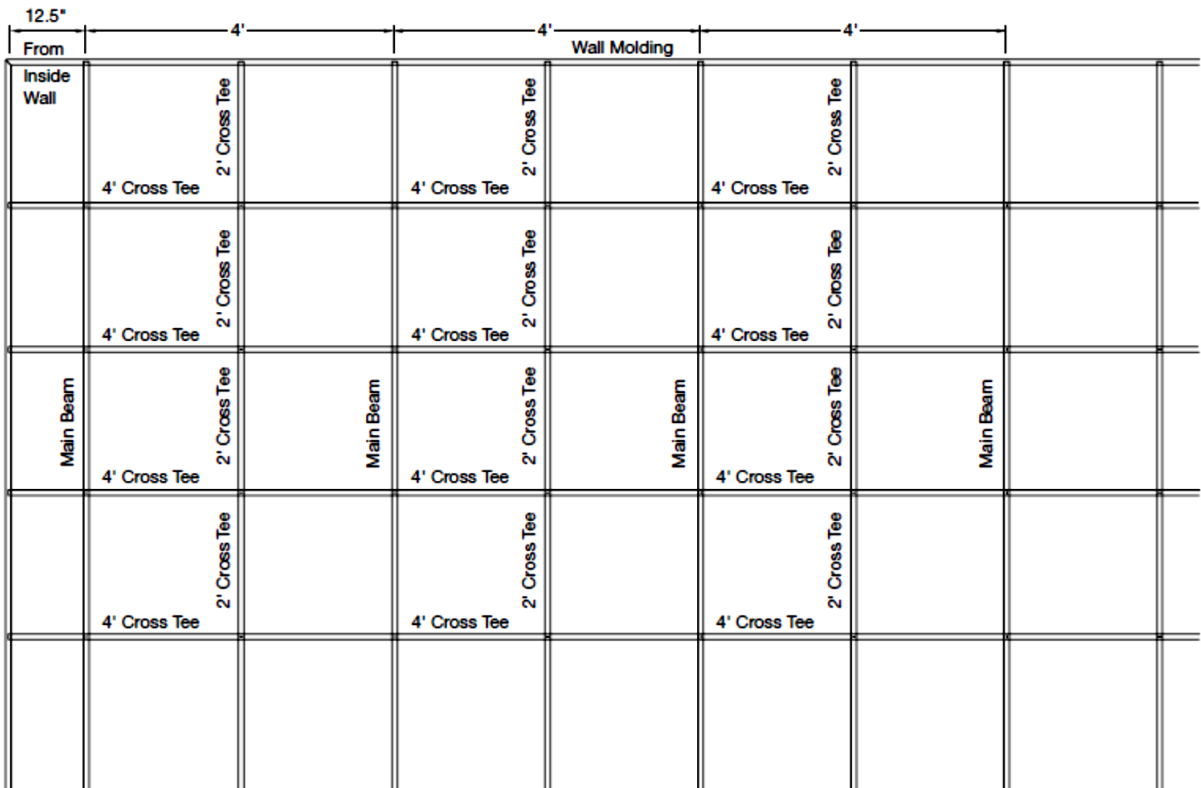 12.5"
4'
4'
4'
From
Wall Molding
Inside
Wall
2' Cross Tee
2' Cross Tee
2' Cross Tee
4' Cross Tee
4' Cross Tee
4' Cross Tee
2' Cross Tee
2' Cross Tee
2' Cross Tee
4' Cross Tee
4' Cross Tee
4' Cross Tee
Main Beam
2' Cross Tee
Main Beam
2' Cross Tee
Main Beam
2' Cross Tee
Main Beam
4' Cross Tee
4' Cross Tee
4' Cross Tee
2' Cross Tee
2' Cross Tee
2' Cross Tee
4' Cross Tee
4' Cross Tee
4' Cross Tee